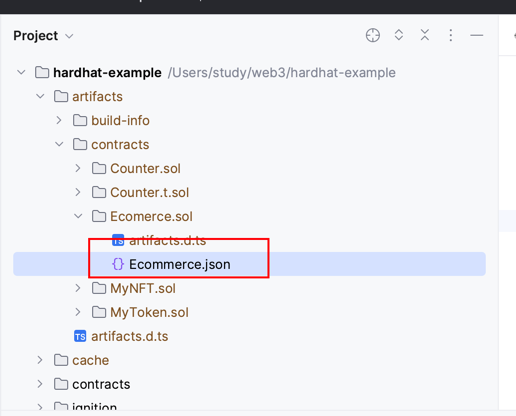 Project
hardhat-example /Users/study/web3/hardhat-example
artifacts
build-info
contracts
Counter.sol
Counter.t.sol
Ecomerce.sol
TS artifacts.d.ts
{} Ecommerce.json
MyNFT.sol
MyToken.sol
TS artifacts.d.ts
cache
contracts
ignition